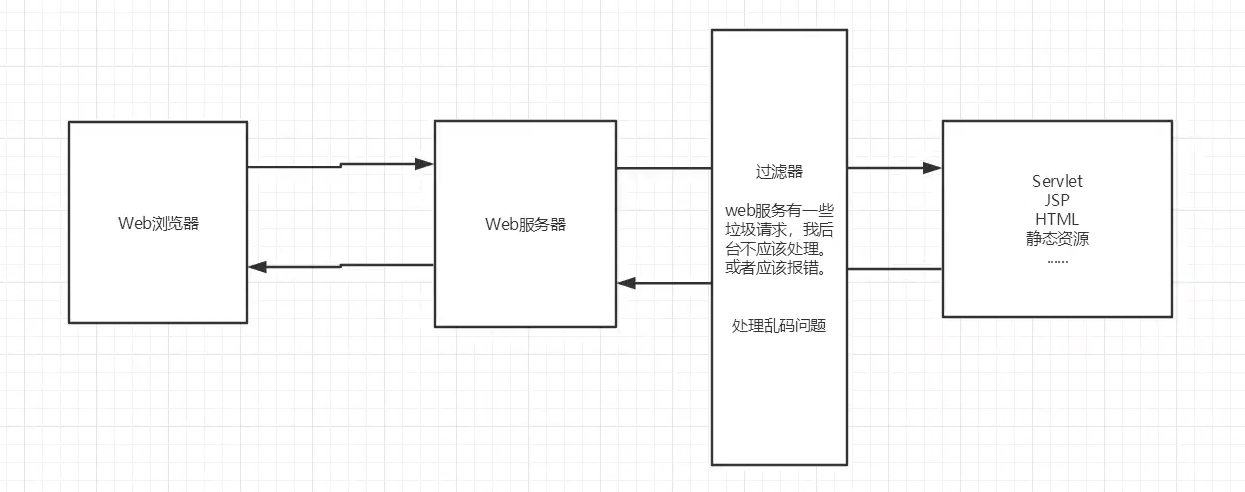 Web浏览器
Web服务器
过滤器
web服务有一些
垃圾请求，我后
台不应该处理。
或者应该报错。
处理乱码问题
Servlet
JSP
HTML
静态资源
......